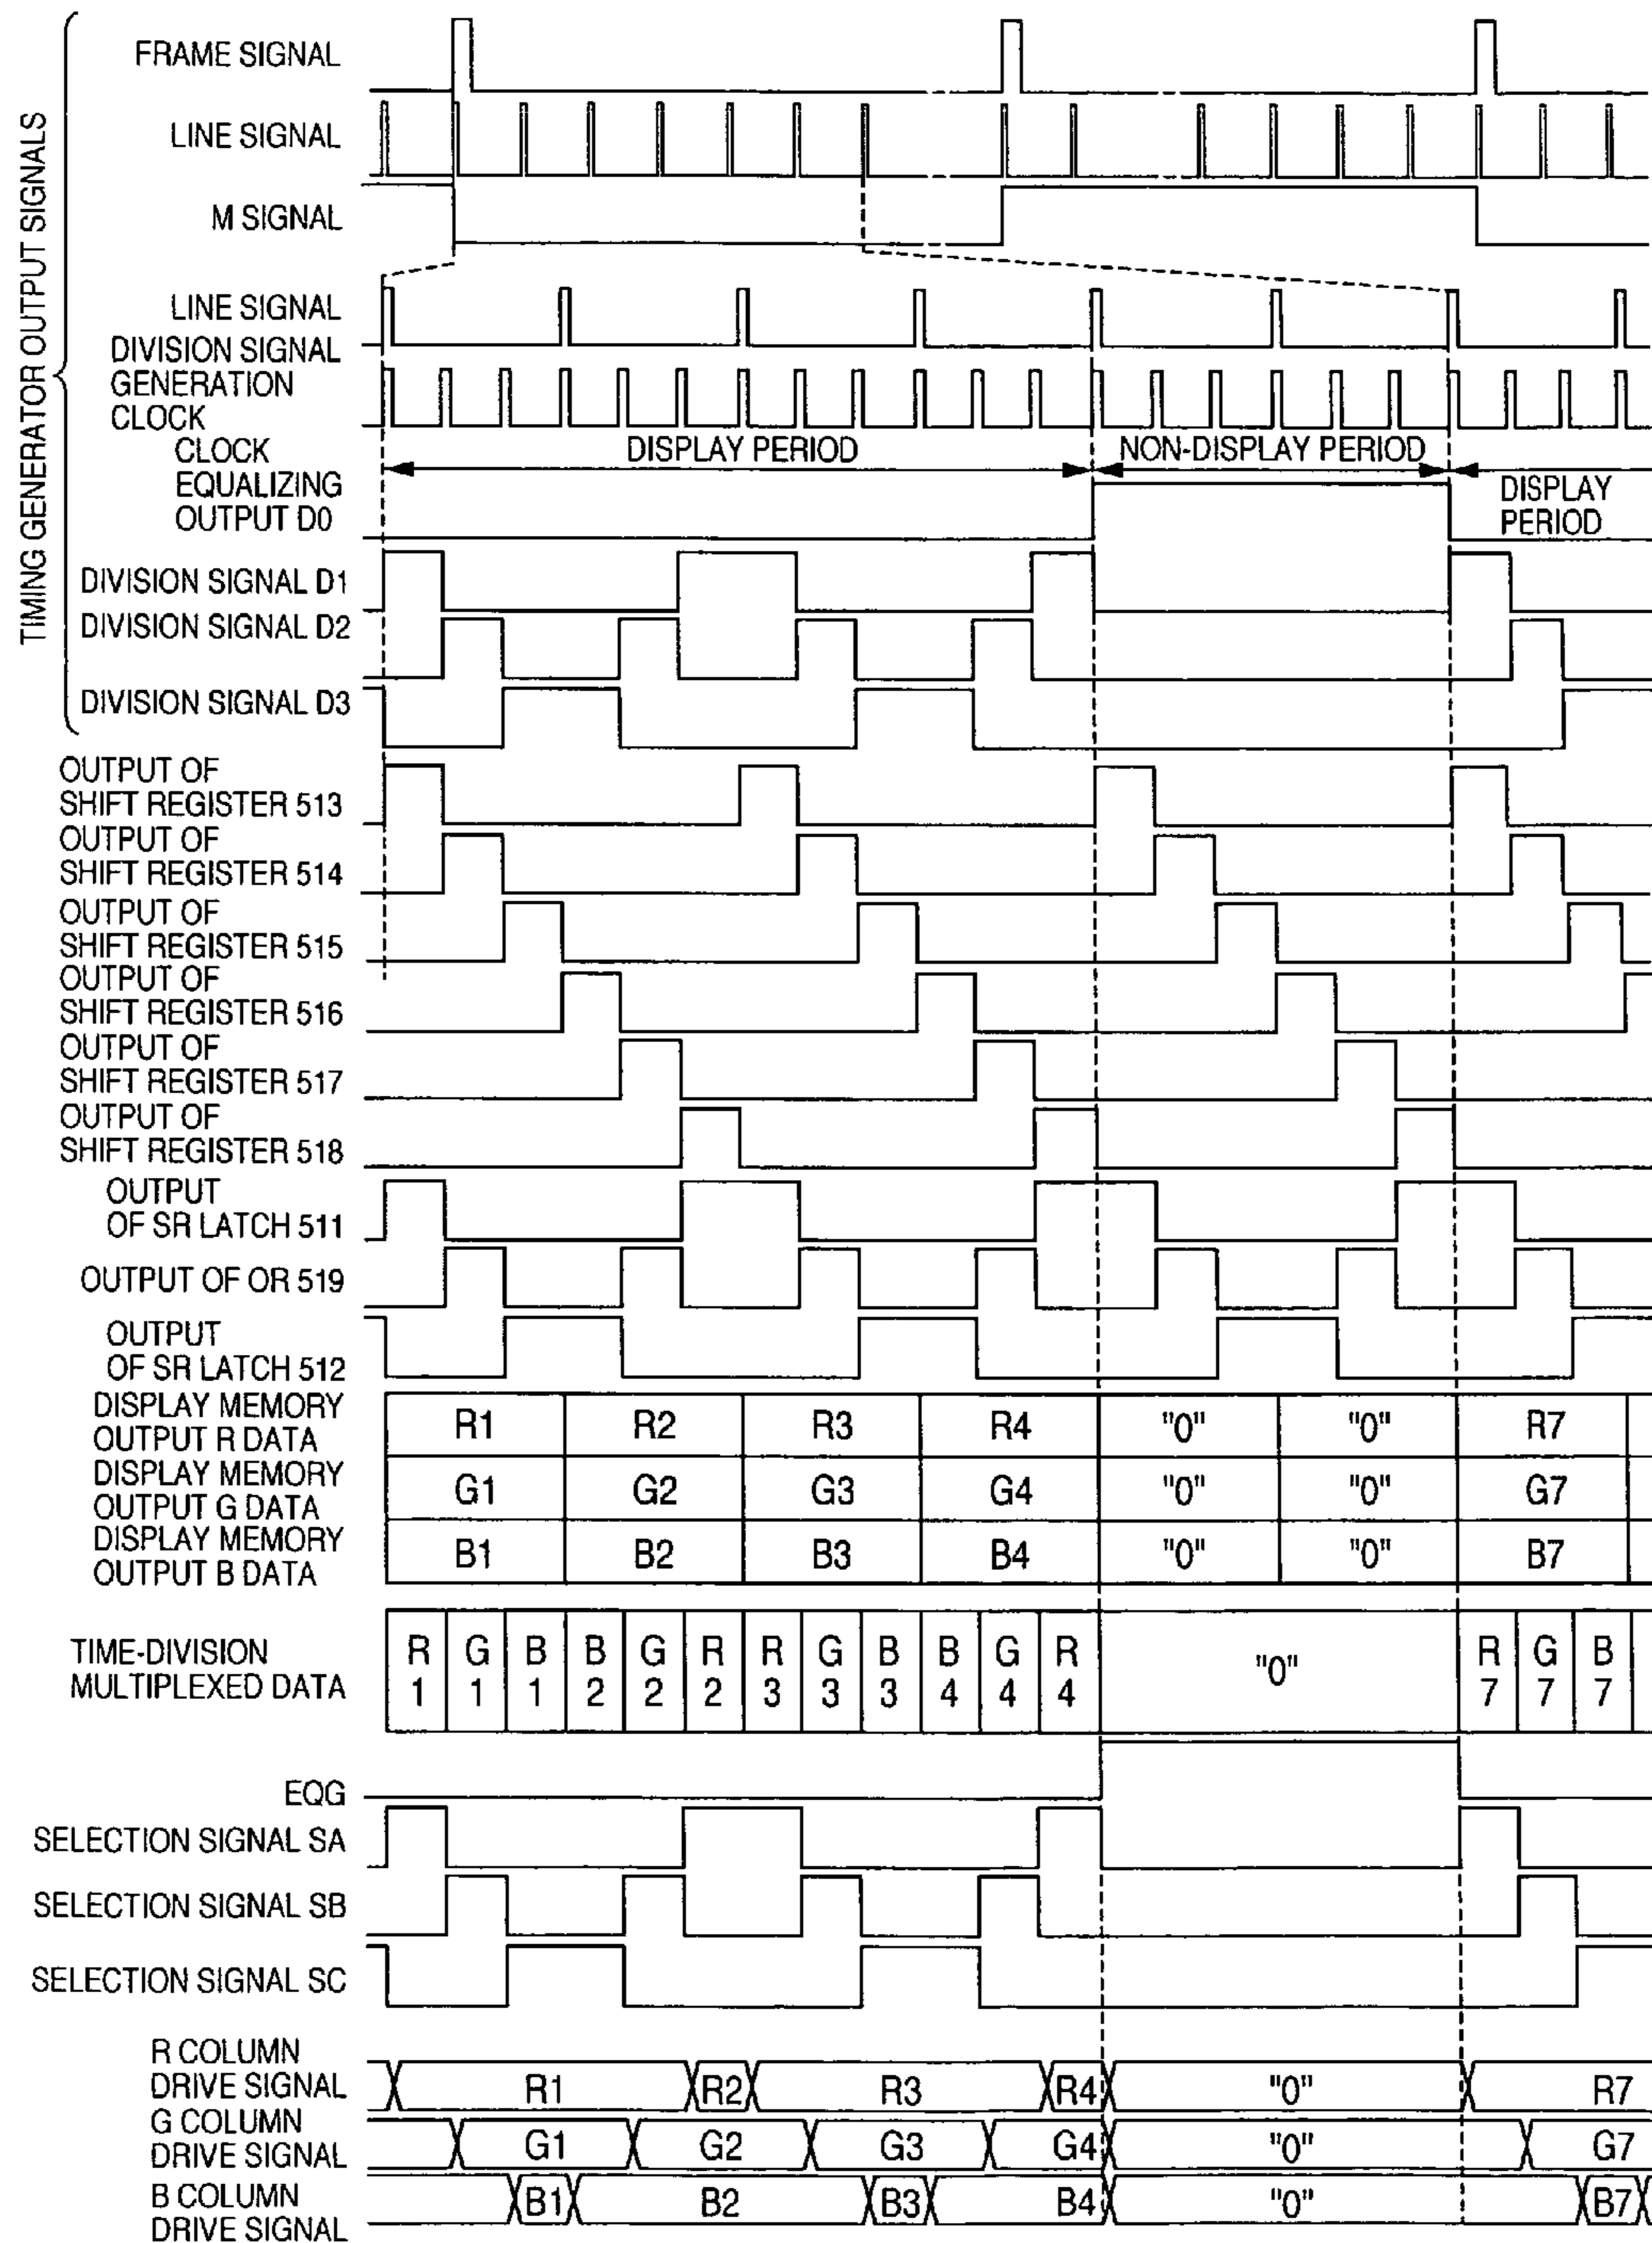 TIMING GENERATOR OUTPUT SIGNALS
FRAME SIGNAL
LINE SIGNAL
M SIGNAL
LINE SIGNAL
DIVISION SIGNAL
GENERATION
CLOCK
CLOCK
EQUALIZING
OUTPUT D0
DISPLAY PERIOD
NON-DISPLAY PERIOD
DISPLAY
PERIOD
DIVISION SIGNAL D1
DIVISION SIGNAL D2
DIVISION SIGNAL D3
OUTPUT OF
SHIFT REGISTER 513
OUTPUT OF
SHIFT REGISTER 514
OUTPUT OF
SHIFT REGISTER 515
OUTPUT OF
SHIFT REGISTER 516
OUTPUT OF
SHIFT REGISTER 517
OUTPUT OF
SHIFT REGISTER 518
OUTPUT
OF SR LATCH 511
OUTPUT OF OR 519
OUTPUT
OF SR LATCH 512
DISPLAY MEMORY
OUTPUT R DATA
R1 R2 R3 R4 "0" "0" R7
DISPLAY MEMORY
OUTPUT G DATA
G1 G2 G3 G4 "0" "0" G7
DISPLAY MEMORY
OUTPUT B DATA
B1 B2 B3 B4 "0" "0" B7
TIME-DIVISION
MULTIPLEXED DATA
R G B B G R R G B B G R "0" R G B
1 1 1 2 2 2 3 3 3 4 4 4 7 7 7
EQG
SELECTION SIGNAL SA
SELECTION SIGNAL SB
SELECTION SIGNAL SC
R COLUMN
DRIVE SIGNAL
R1 R2 R3 R4 "0" R7
G COLUMN
DRIVE SIGNAL
G1 G2 G3 G4 "0" G7
B COLUMN
DRIVE SIGNAL
B1 B2 B3 B4 "0" B7